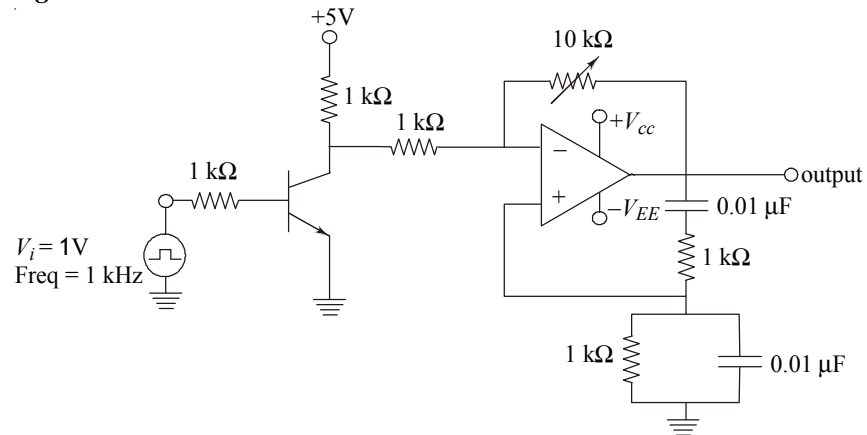 +5V
10 kΩ
1 kΩ
1 kΩ
+Vcc
1 kΩ
−
+
output
−VEE
0.01 μF
Vi = 1V
Freq = 1 kHz
1 kΩ
1 kΩ
0.01 μF